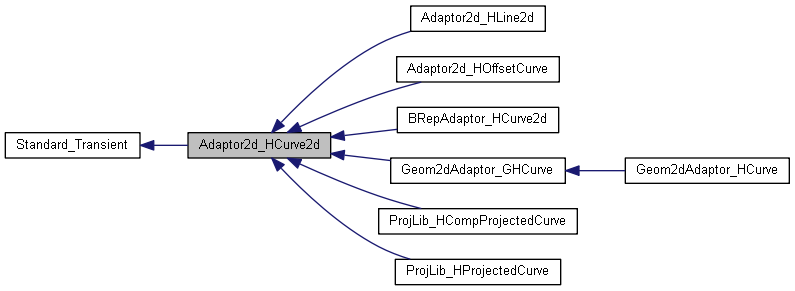 Adaptor2d_HLine2d
Adaptor2d_HOffsetCurve
BRepAdaptor_HCurve2d
Standard_Transient
Adaptor2d_HCurve2d
Geom2dAdaptor_GHCurve
Geom2dAdaptor_HCurve
ProjLib_HCompProjectedCurve
ProjLib_HProjectedCurve